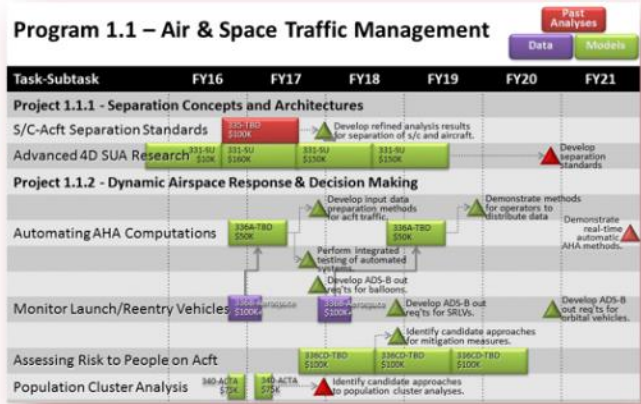 Program 1.1 – Air & Space Traffic Management
Past
Analyses
Data
Models
Task-Subtask
FY16
FY17
FY18
FY19
FY20
FY21
Project 1.1.1 - Separation Concepts and Architectures
S/C-Acft Separation Standards
335-TBD
$100K
Develop refined analysis results
for separation of s/c and aircraft.
Advanced 4D SUA Research
331-SU
$10K
331-SU
$160K
331-SU
$150K
331-SU
$150K
Develop
separation
standards
Project 1.1.2 - Dynamic Airspace Response & Decision Making
Develop input data
preparation methods
for acft traffic.
Demonstrate methods
for operators to
distribute data
Automating AHA Computations
336A-TBD
$50K
336A-TBD
$50K
Demonstrate
real-time
automatic
AHA methods.
Perform integrated
testing of automated
systems.
Develop ADS-B out
req'ts for balloons.
Monitor Launch/Reentry Vehicles
$100K
$100K
Develop ADS-B out
req'ts for SRLVs.
Develop ADS-B out
req'ts for
orbital vehicles.
Identify candidate approaches
for mitigation measures.
Assessing Risk to People on Acft
336CD-TBD
$100K
336CD-TBD
$100K
336CD-TBD
$100K
Population Cluster Analysis
340-ACTA
$75K
340-ACTA
$75K
Identify candidate approaches
to population cluster analyses.